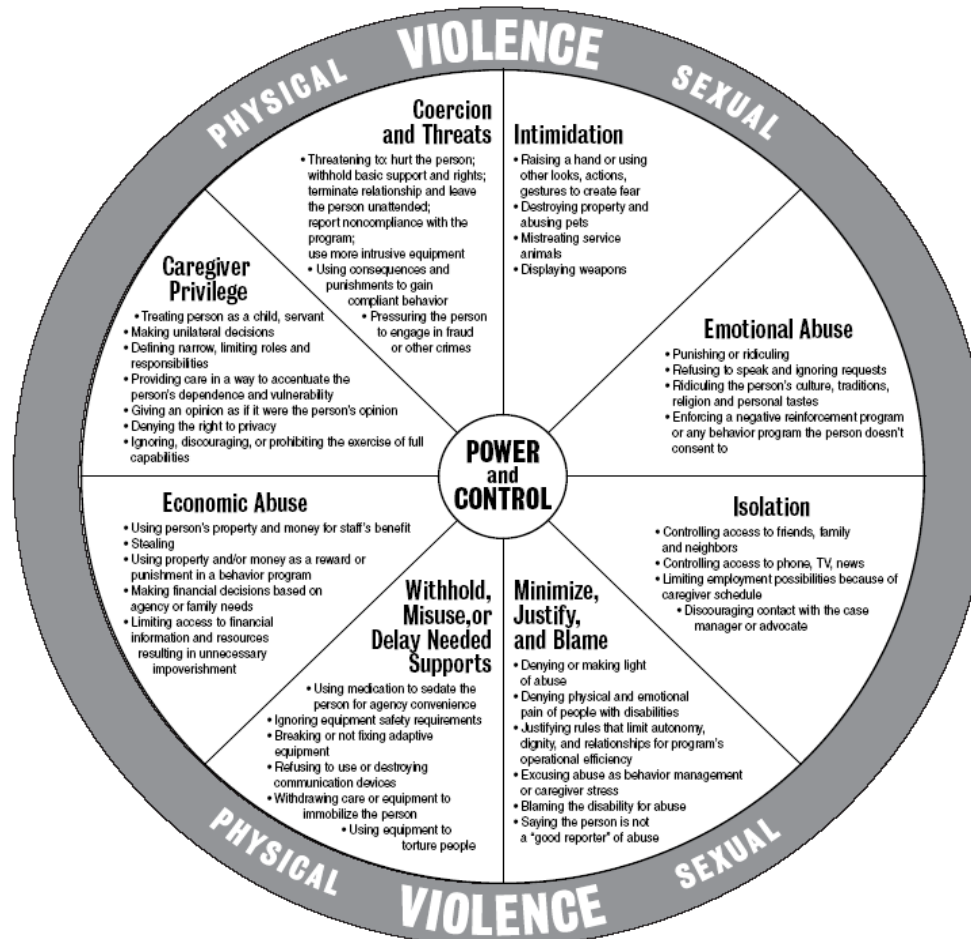 PHYSICAL VIOLENCE SEXUAL
Coercion
and Threats
• Threatening to: hurt the person;
withhold basic support and rights;
terminate relationship and leave
the person unattended;
report noncompliance with the
program;
use more intrusive equipment
• Using consequences and
punishments to gain
compliant behavior
• Pressuring the person
to engage in fraud
or other crimes
Intimidation
• Raising a hand or using
other looks, actions,
gestures to create fear
• Destroying property and
abusing pets
• Mistreating service
animals
• Displaying weapons
Caregiver
Privilege
• Treating person as a child, servant
• Making unilateral decisions
• Defining narrow, limiting roles and
responsibilities
• Providing care in a way to accentuate the
person's dependence and vulnerability
• Giving an opinion as if it were the person's opinion
• Denying the right to privacy
• Ignoring, discouraging, or prohibiting the exercise of full
capabilities
Emotional Abuse
• Punishing or ridiculing
• Refusing to speak and ignoring requests
• Ridiculing the person's culture, traditions,
religion and personal tastes
• Enforcing a negative reinforcement program
or any behavior program the person doesn't
consent to
POWER
and
CONTROL
Economic Abuse
• Using person's property and money for staff's benefit
• Stealing
• Using property and/or money as a reward or
punishment in a behavior program
• Making financial decisions based on
agency or family needs
• Limiting access to financial
information and resources
resulting in unnecessary
impoverishment
Isolation
• Controlling access to friends, family
and neighbors
• Controlling access to phone, TV, news
• Limiting employment possibilities because of
caregiver schedule
• Discouraging contact with the case
manager or advocate
Withhold,
Misuse,or
Delay Needed
Supports
• Using medication to sedate the
person for agency convenience
• Ignoring equipment safety requirements
• Breaking or not fixing adaptive
equipment
• Refusing to use or destroying
communication devices
• Withdrawing care or equipment to
immobilize the person
• Using equipment to
torture people
Minimize,
Justify,
and Blame
• Denying or making light
of abuse
• Denying physical and emotional
pain of people with disabilities
• Justifying rules that limit autonomy,
dignity, and relationships for program's
operational efficiency
• Excusing abuse as behavior management
or caregiver stress
• Blaming the disability for abuse
• Saying the person is not
a "good reporter" of abuse
PHYSICAL VIOLENCE SEXUAL